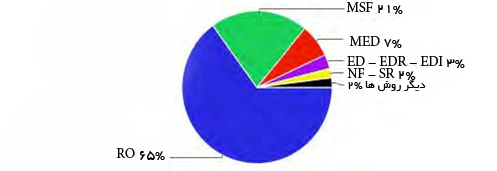 MSF ۲۱%
MED ۷%
ED – EDR – EDI ۳%
NF – SR ۲%
دیگر روش ها ۲%
RO ۶۵%